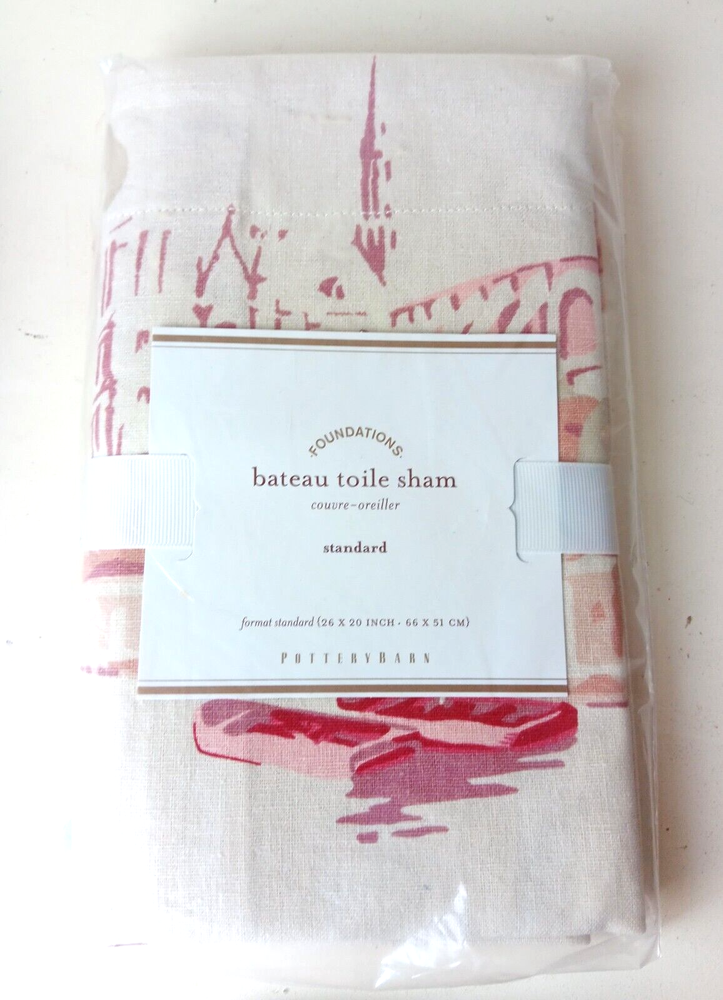 ·FOUNDATIONS·
bateau toile sham
couvre-oreiller
standard
format standard (26 X 20 INCH · 66 X 51 CM)
POTTERYBARN